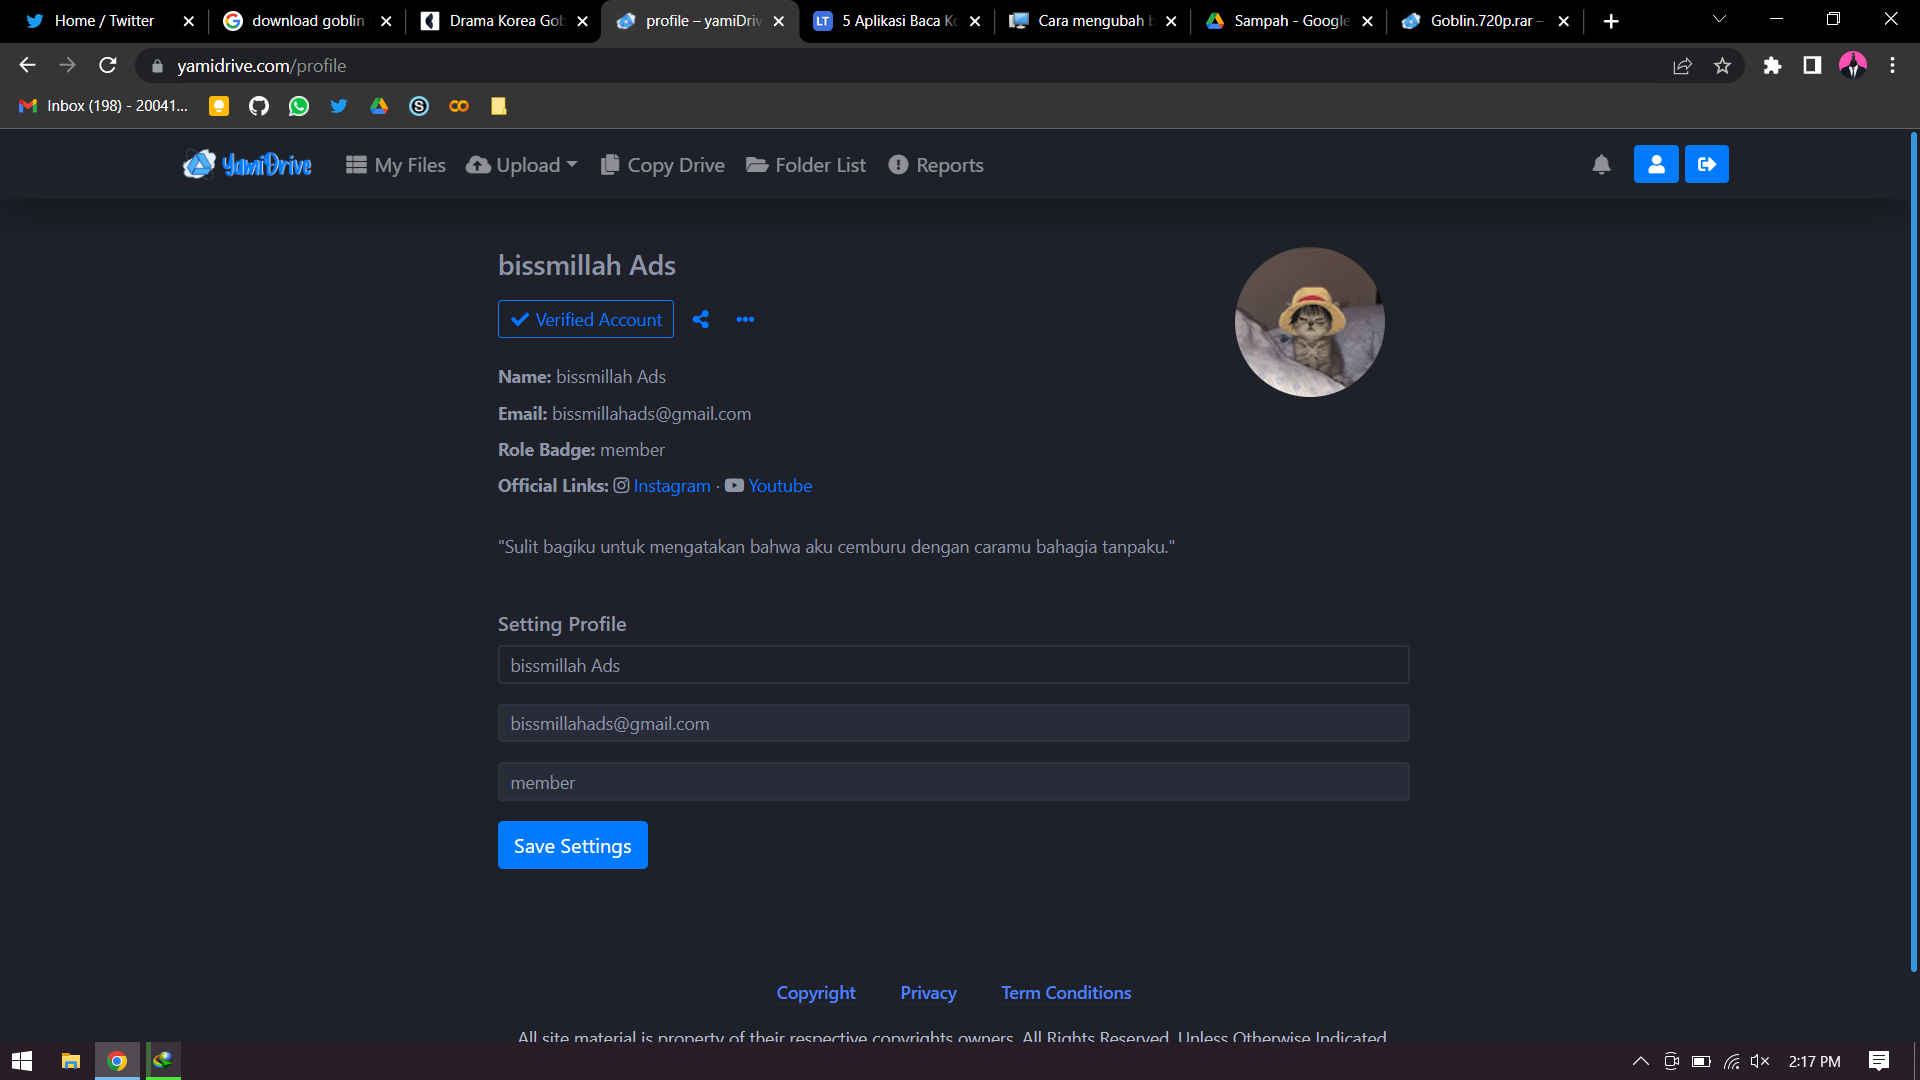 Home / Twitter
download goblin
Drama Korea Gob
profile – yamiDriv
5 Aplikasi Baca Ko
Cara mengubah b
Sampah - Google
Goblin.720p.rar –
yamidrive.com/profile
Inbox (198) - 20041...
YamiDrive
My Files
Upload
Copy Drive
Folder List
Reports
bissmillah Ads
Verified Account
Name: bissmillah Ads
Email: bissmillahads@gmail.com
Role Badge: member
Official Links: Instagram · Youtube
"Sulit bagiku untuk mengatakan bahwa aku cemburu dengan caramu bahagia tanpaku."
Setting Profile
bissmillah Ads
bissmillahads@gmail.com
member
Save Settings
Copyright
Privacy
Term Conditions
All site material is property of their respective copyrights owners. All Rights Reserved. Unless Otherwise Indicated.
2:17 PM